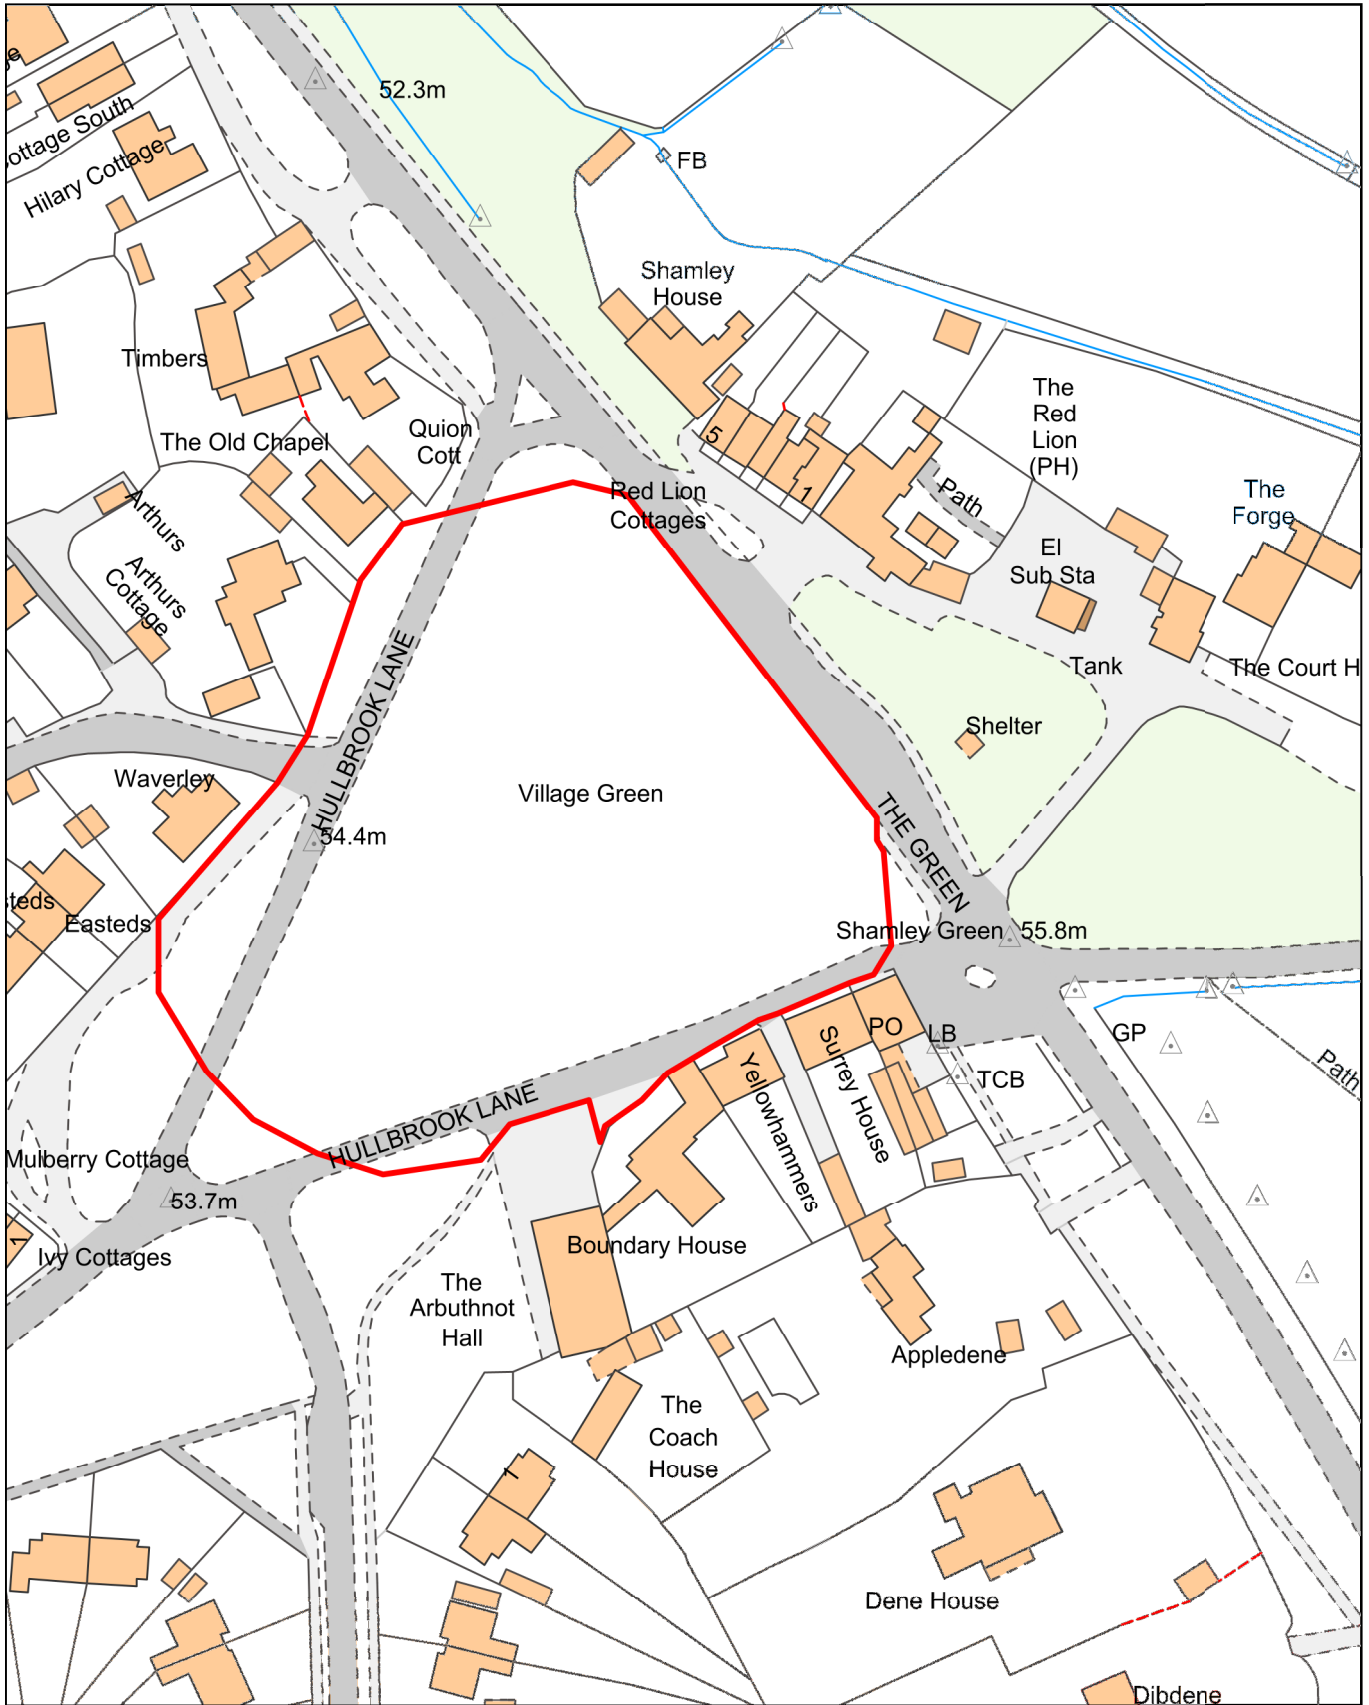 52.3m
ottage South
Hilary Cottage
FB
Shamley
House
Timbers
The Old Chapel
Quion
Cott
5
1
Red Lion
Cottages
The
Red
Lion
(PH)
Path
The
Forge
El
Sub Sta
Arthurs
Arthurs
Cottage
Tank
The Court H
Shelter
HULLBROOK LANE
Waverley
Village Green
54.4m
THE GREEN
steds
Easteds
Shamley Green
55.8m
PO
LB
GP
Surrey House
Yellowhammers
TCB
Path
HULLBROOK LANE
Mulberry Cottage
53.7m
1
Ivy Cottages
Boundary House
The
Arbuthnot
Hall
Appledene
The
Coach
House
1
Dene House
Dibdene